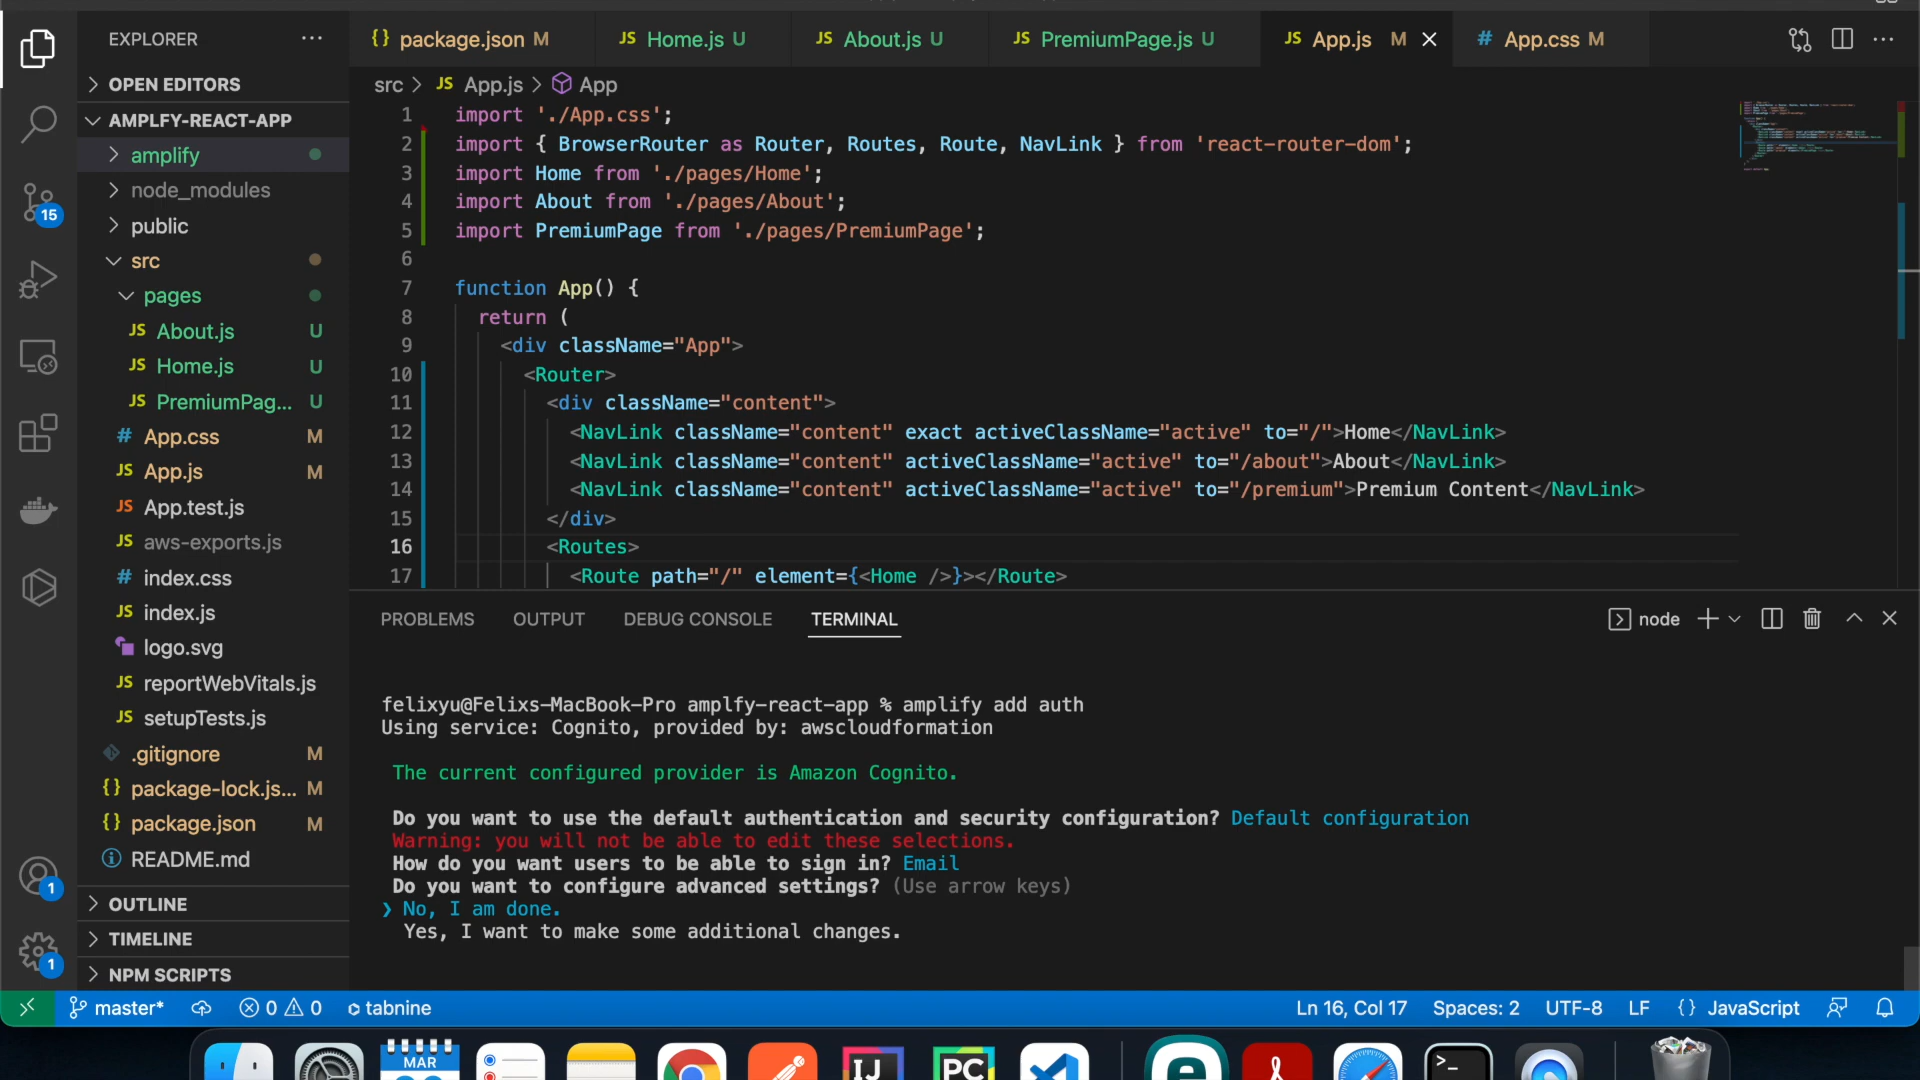 EXPLORER
OPEN EDITORS
AMPLFY-REACT-APP
amplify
node_modules
public
src
pages
JS About.js U
JS Home.js U
JS PremiumPag... U
# App.css M
JS App.js M
JS App.test.js
JS aws-exports.js
# index.css
JS index.js
logo.svg
JS reportWebVitals.js
JS setupTests.js
.gitignore M
{} package-lock.js... M
{} package.json M
README.md
OUTLINE
TIMELINE
NPM SCRIPTS
15
1
1
{} package.json M
JS Home.js U
JS About.js U
JS PremiumPage.js U
JS App.js M
# App.css M
src > JS App.js > App
1 import './App.css';
2 import { BrowserRouter as Router, Routes, Route, NavLink } from 'react-router-dom';
3 import Home from './pages/Home';
4 import About from './pages/About';
5 import PremiumPage from './pages/PremiumPage';
6
7 function App() {
8 return (
9 <div className="App">
10 <Router>
11 <div className="content">
12 <NavLink className="content" exact activeClassName="active" to="/">Home</NavLink>
13 <NavLink className="content" activeClassName="active" to="/about">About</NavLink>
14 <NavLink className="content" activeClassName="active" to="/premium">Premium Content</NavLink>
15 </div>
16 <Routes>
17 <Route path="/" element={<Home />}></Route>
PROBLEMS OUTPUT DEBUG CONSOLE TERMINAL
node
felixyu@Felixs-MacBook-Pro amplfy-react-app % amplify add auth
Using service: Cognito, provided by: awscloudformation
The current configured provider is Amazon Cognito.
Do you want to use the default authentication and security configuration? Default configuration
Warning: you will not be able to edit these selections.
How do you want users to be able to sign in? Email
Do you want to configure advanced settings? (Use arrow keys)
❯ No, I am done.
Yes, I want to make some additional changes.
master* 0 0 tabnine
Ln 16, Col 17 Spaces: 2 UTF-8 LF {} JavaScript
MAR
IJ
PC